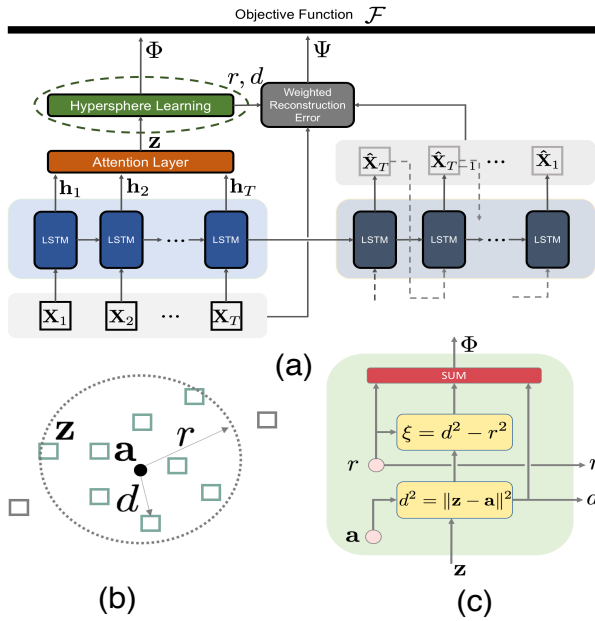 Objective Function 𝓕
Φ
Ψ
r, d
Hypersphere Learning
Weighted
Reconstruction
Error
z
Attention Layer
h₁
h₂
h_T
X̂_T
X̂_{T−1}
...
X̂₁
LSTM
LSTM
...
LSTM
LSTM
LSTM
...
LSTM
X₁
X₂
...
X_T
(a)
z
a
r
d
(b)
Φ
SUM
ξ = d² − r²
r
r
d² = ‖z − a‖²
d
a
z
(c)